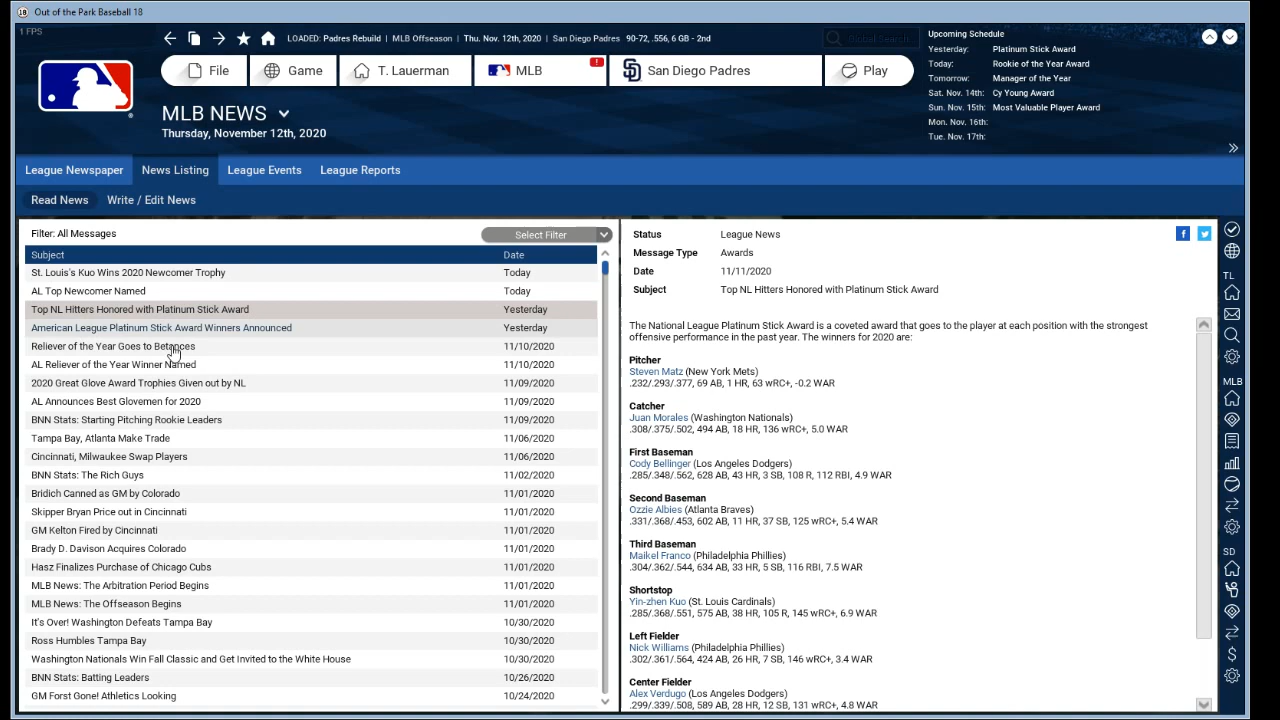 Out of the Park Baseball 18
1 FPS
LOADED: Padres Rebuild | MLB Offseason | Thu. Nov. 12th, 2020 | San Diego Padres 90-72, .556, 6 GB - 2nd
Global Search
Upcoming Schedule
Yesterday: Platinum Stick Award
Today: Rookie of the Year Award
Tomorrow: Manager of the Year
Sat. Nov. 14th: Cy Young Award
Sun. Nov. 15th: Most Valuable Player Award
Mon. Nov. 16th:
Tue. Nov. 17th:
File
Game
T. Lauerman
MLB
!
San Diego Padres
Play
MLB NEWS
Thursday, November 12th, 2020
League Newspaper
News Listing
League Events
League Reports
Read News
Write / Edit News
Filter: All Messages
Select Filter
Subject Date
St. Louis's Kuo Wins 2020 Newcomer Trophy Today
AL Top Newcomer Named Today
Top NL Hitters Honored with Platinum Stick Award Yesterday
American League Platinum Stick Award Winners Announced Yesterday
Reliever of the Year Goes to Betances 11/10/2020
AL Reliever of the Year Winner Named 11/10/2020
2020 Great Glove Award Trophies Given out by NL 11/09/2020
AL Announces Best Glovemen for 2020 11/09/2020
BNN Stats: Starting Pitching Rookie Leaders 11/09/2020
Tampa Bay, Atlanta Make Trade 11/06/2020
Cincinnati, Milwaukee Swap Players 11/06/2020
BNN Stats: The Rich Guys 11/02/2020
Bridich Canned as GM by Colorado 11/01/2020
Skipper Bryan Price out in Cincinnati 11/01/2020
GM Kelton Fired by Cincinnati 11/01/2020
Brady D. Davison Acquires Colorado 11/01/2020
Hasz Finalizes Purchase of Chicago Cubs 11/01/2020
MLB News: The Arbitration Period Begins 11/01/2020
MLB News: The Offseason Begins 11/01/2020
It's Over! Washington Defeats Tampa Bay 10/30/2020
Ross Humbles Tampa Bay 10/30/2020
Washington Nationals Win Fall Classic and Get Invited to the White House 10/30/2020
BNN Stats: Batting Leaders 10/26/2020
GM Forst Gone! Athletics Looking 10/24/2020
Status League News
Message Type Awards
Date 11/11/2020
Subject Top NL Hitters Honored with Platinum Stick Award
The National League Platinum Stick Award is a coveted award that goes to the player at each position with the strongest
offensive performance in the past year. The winners for 2020 are:
Pitcher
Steven Matz (New York Mets)
.232/.293/.377, 69 AB, 1 HR, 63 wRC+, -0.2 WAR
Catcher
Juan Morales (Washington Nationals)
.308/.375/.502, 494 AB, 18 HR, 136 wRC+, 5.0 WAR
First Baseman
Cody Bellinger (Los Angeles Dodgers)
.285/.348/.562, 628 AB, 43 HR, 3 SB, 108 R, 112 RBI, 4.9 WAR
Second Baseman
Ozzie Albies (Atlanta Braves)
.331/.368/.453, 602 AB, 11 HR, 37 SB, 125 wRC+, 5.4 WAR
Third Baseman
Maikel Franco (Philadelphia Phillies)
.304/.362/.544, 634 AB, 33 HR, 5 SB, 116 RBI, 7.5 WAR
Shortstop
Yin-zhen Kuo (St. Louis Cardinals)
.285/.368/.551, 575 AB, 38 HR, 105 R, 145 wRC+, 6.9 WAR
Left Fielder
Nick Williams (Philadelphia Phillies)
.302/.361/.564, 424 AB, 26 HR, 7 SB, 146 wRC+, 3.4 WAR
Center Fielder
Alex Verdugo (Los Angeles Dodgers)
.299/.339/.508, 589 AB, 28 HR, 12 SB, 131 wRC+, 4.8 WAR
TL
MLB
SD